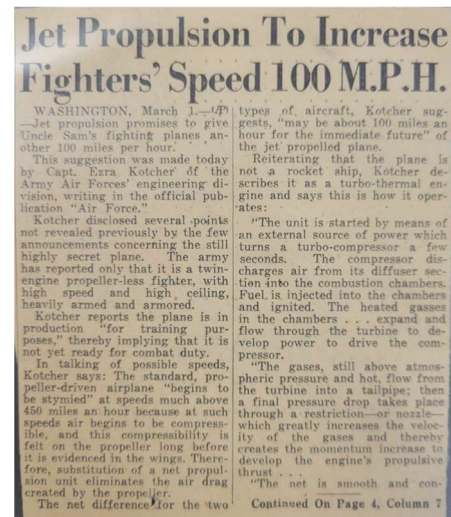 Jet Propulsion To Increase
Fighters' Speed 100 M.P.H.
WASHINGTON, March 1.—(AP)
—Jet propulsion promises to give
Uncle Sam's fighting planes an-
other 100 miles per hour.
This suggestion was made today
by Capt. Ezra Kotcher of the
Army Air Forces' engineering di-
vision, writing in the official pub-
lication "Air Force."
Kotcher disclosed several points
not revealed previously by the few
announcements concerning the still
highly secret plane. The army
has reported only that it is a twin-
engine propeller-less fighter, with
high speed and high ceiling,
heavily armed and armored.
Kotcher reports the plane is in
production "for training pur-
poses," thereby implying that it is
not yet ready for combat duty.
In talking of possible speeds,
Kotcher says: The standard, pro-
peller-driven airplane "begins to
be stymied" at speeds much above
450 miles an hour because at such
speeds air begins to be compress-
ible, and this compressibility is
felt on the propeller long before
it is evidenced in the wings. There-
fore, substitution of a net propul-
sion unit eliminates the air drag
created by the propeller.
The net difference for the two
types of aircraft, Kotcher sug-
gests, "may be about 100 miles an
hour for the immediate future" of
the jet propelled plane.
Reiterating that the plane is
not a rocket ship, Kotcher de-
scribes it as a turbo-thermal en-
gine and says this is how it oper-
ates:
"The unit is started by means of
an external source of power which
turns a turbo-compressor a few
seconds. The compressor dis-
charges air from its diffuser sec-
tion into the combustion chambers.
Fuel is injected into the chambers
and ignited. The heated gasses
in the chambers . . . expand and
flow through the turbine to de-
velop power to drive the com-
pressor.
"The gases, still above atmos-
pheric pressure and hot, flow from
the turbine into a tailpipe; then
a final pressure drop takes place
through a restriction—or nozzle—
which greatly increases the veloc-
ity of the gases and thereby
creates the momentum increase to
develop the engine's propulsive
thrust . . .
"The net is smooth and con-
Continued On Page 4, Column 7